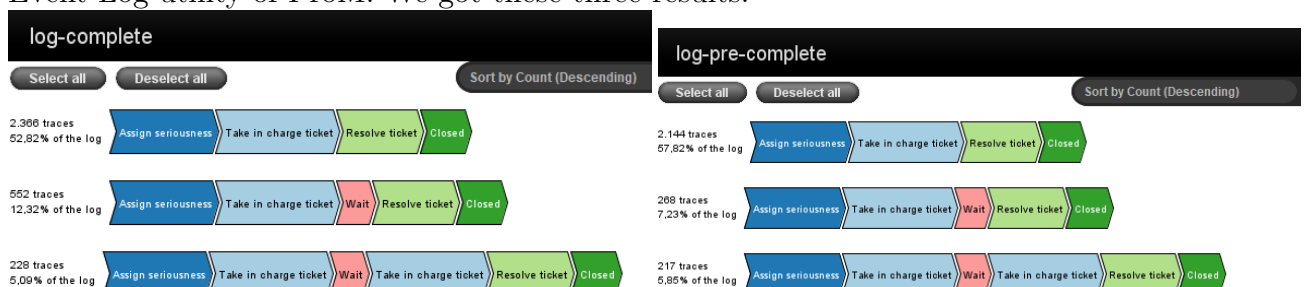 Event Log utility of ProM. We got these three results.
log-complete
Select all Deselect all Sort by Count (Descending)
2.366 traces
52,82% of the log
Assign seriousness Take in charge ticket Resolve ticket Closed
552 traces
12,32% of the log
Assign seriousness Take in charge ticket Wait Resolve ticket Closed
228 traces
5,09% of the log
Assign seriousness Take in charge ticket Wait Take in charge ticket Resolve ticket Closed
log-pre-complete
Select all Deselect all Sort by Count (Descending)
2.144 traces
57,82% of the log
Assign seriousness Take in charge ticket Resolve ticket Closed
268 traces
7,23% of the log
Assign seriousness Take in charge ticket Wait Resolve ticket Closed
217 traces
5,85% of the log
Assign seriousness Take in charge ticket Wait Take in charge ticket Resolve ticket Closed